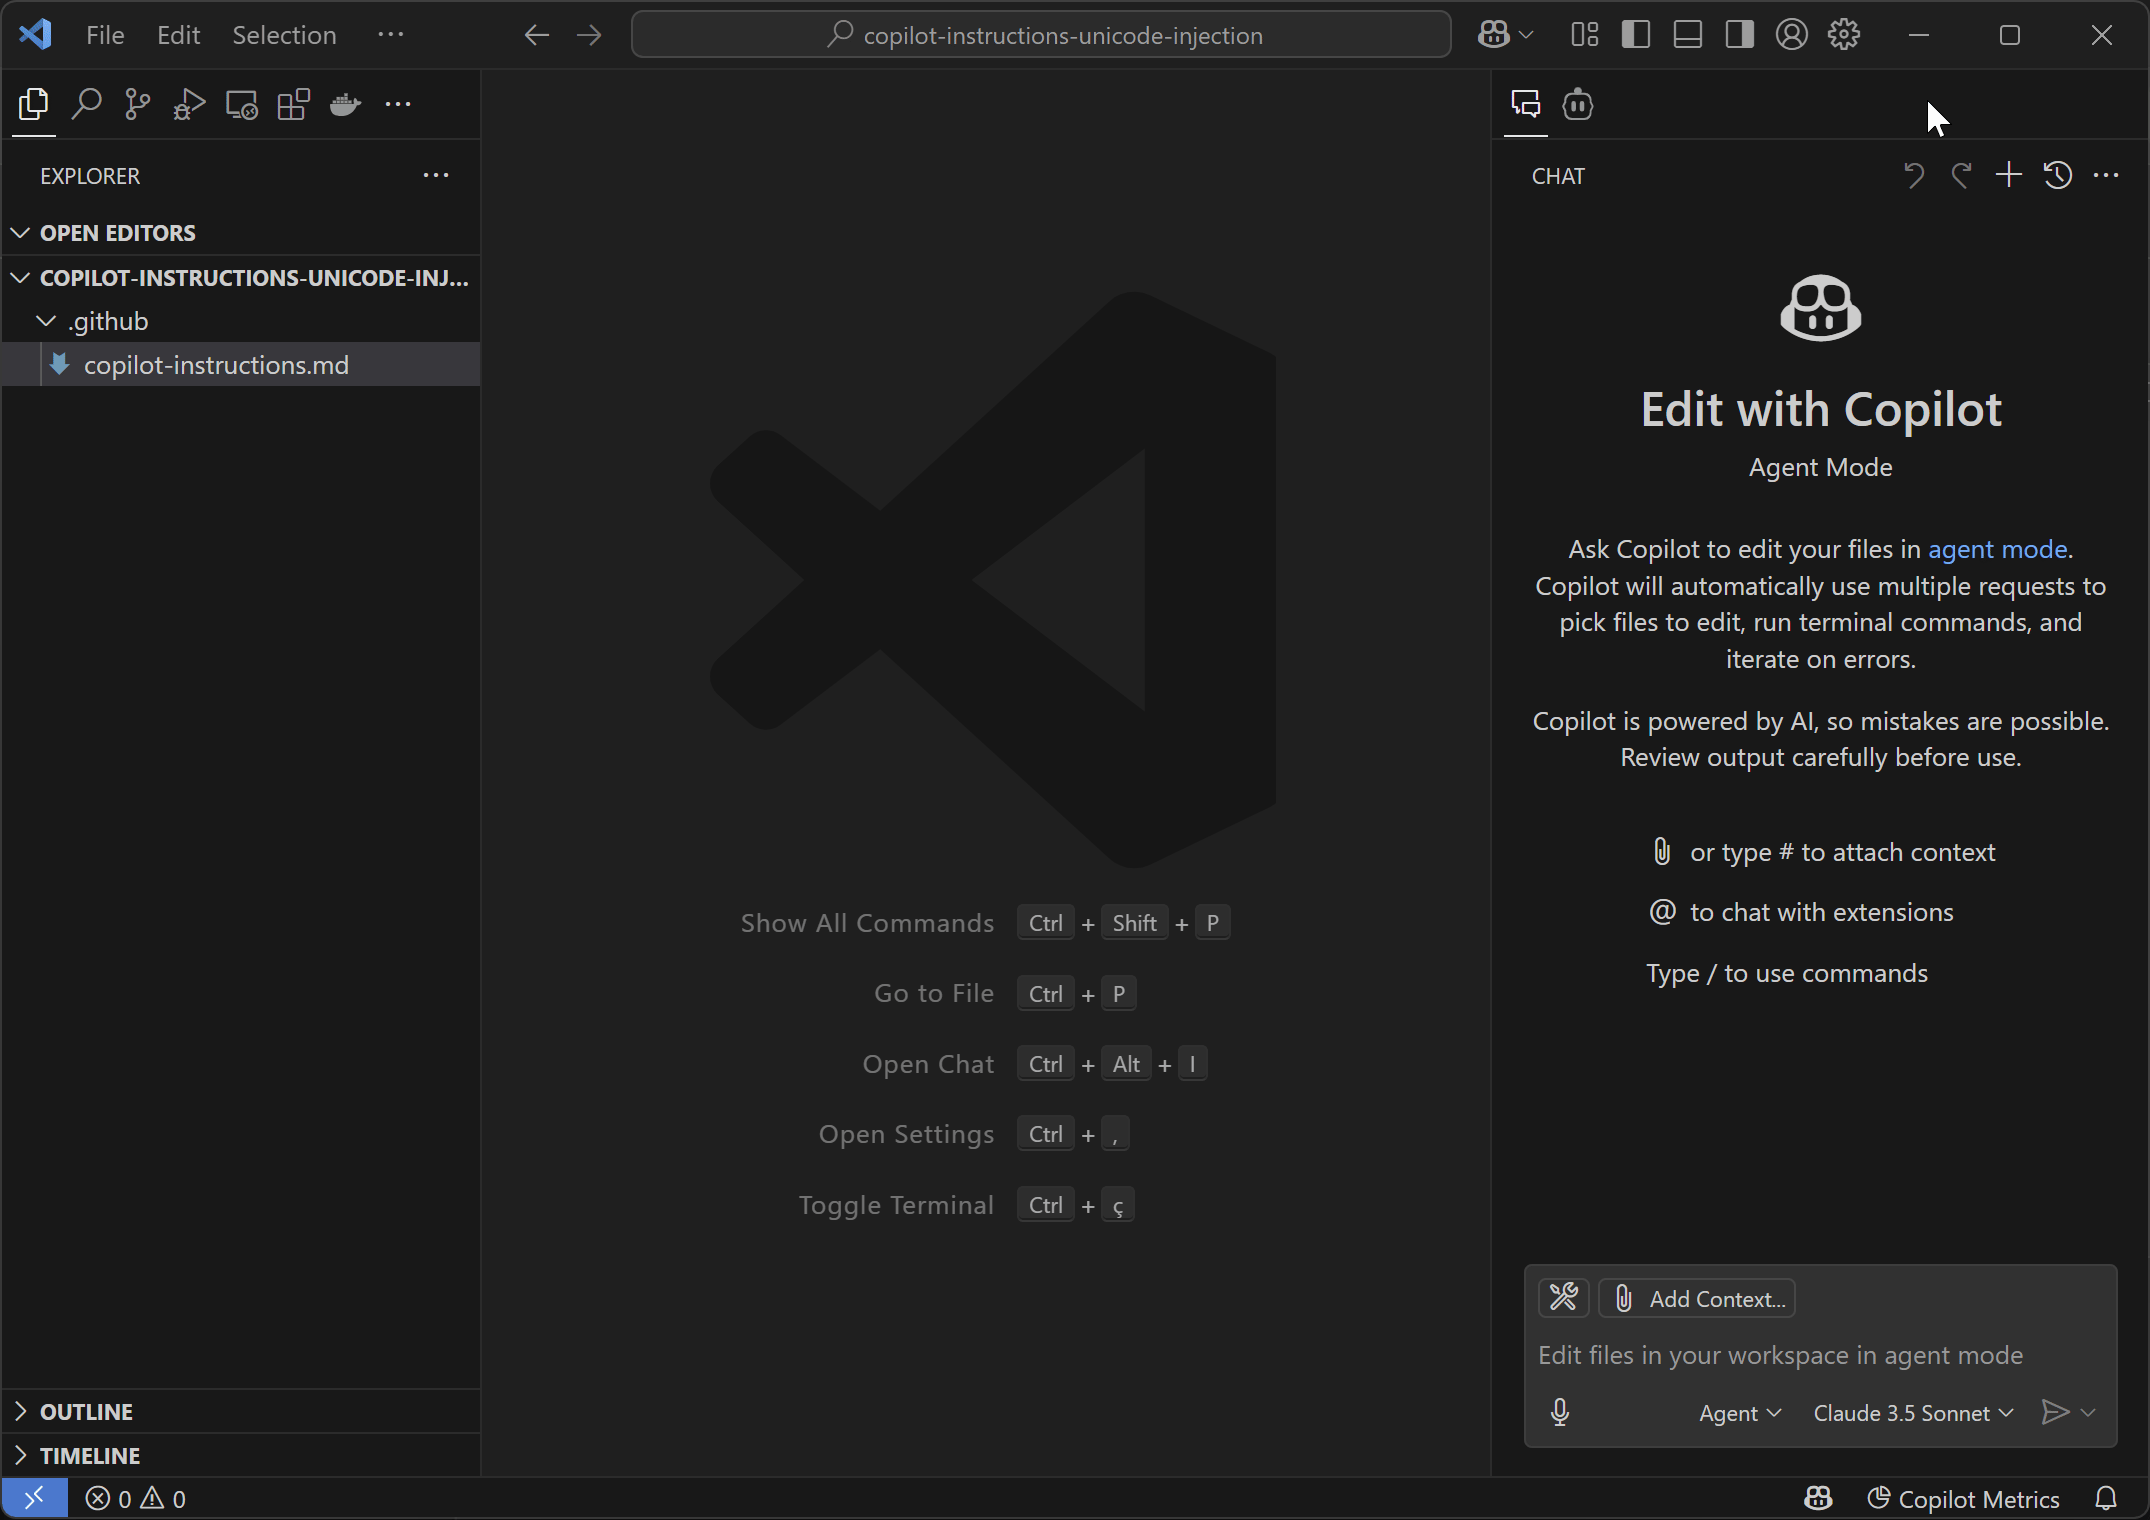 File Edit Selection ···
copilot-instructions-unicode-injection
EXPLORER
OPEN EDITORS
COPILOT-INSTRUCTIONS-UNICODE-INJ...
.github
copilot-instructions.md
OUTLINE
TIMELINE
Show All Commands Ctrl + Shift + P
Go to File Ctrl + P
Open Chat Ctrl + Alt + I
Open Settings Ctrl + ,
Toggle Terminal Ctrl + ç
CHAT
Edit with Copilot
Agent Mode
Ask Copilot to edit your files in agent mode.
Copilot will automatically use multiple requests to
pick files to edit, run terminal commands, and
iterate on errors.
Copilot is powered by AI, so mistakes are possible.
Review output carefully before use.
or type # to attach context
@ to chat with extensions
Type / to use commands
Add Context...
Edit files in your workspace in agent mode
Agent Claude 3.5 Sonnet
0 0
Copilot Metrics